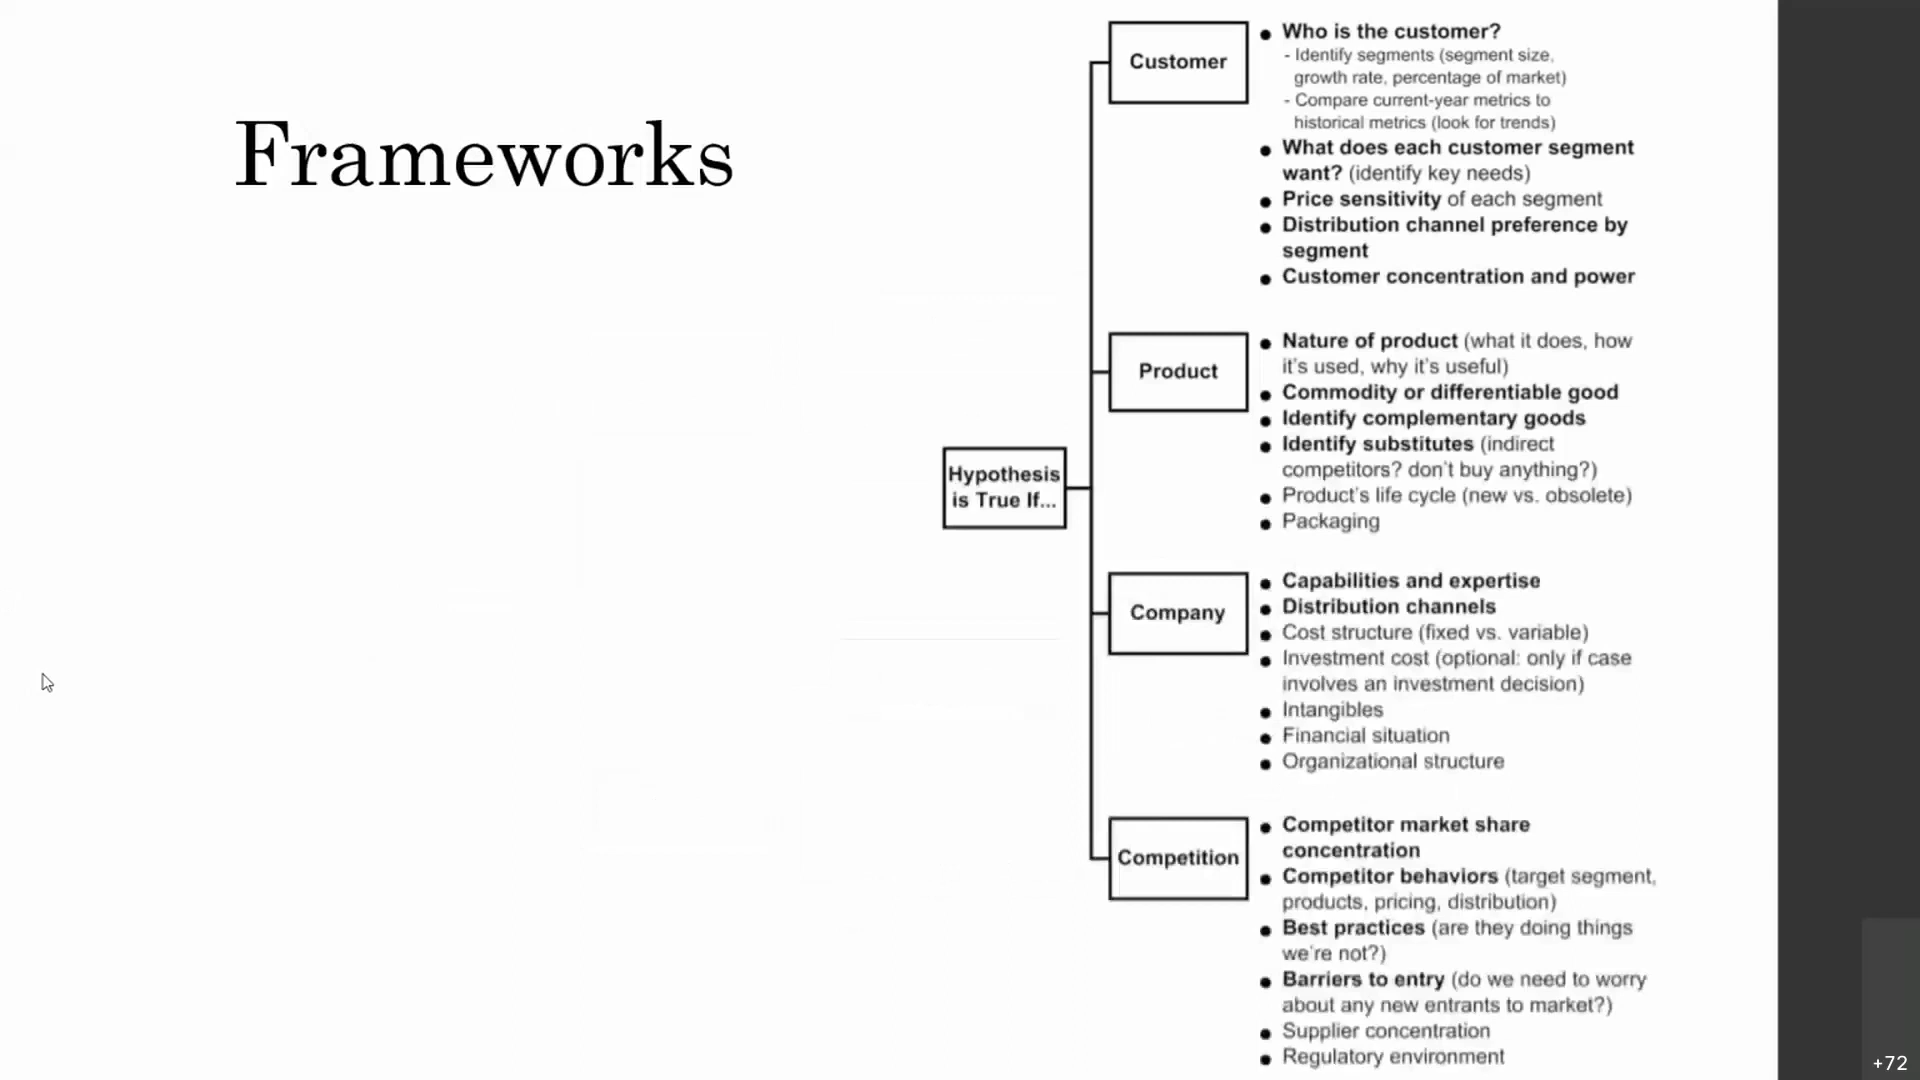 Frameworks
Hypothesis
is True If...
Customer
● Who is the customer?
- Identify segments (segment size,
growth rate, percentage of market)
- Compare current-year metrics to
historical metrics (look for trends)
● What does each customer segment
want? (identify key needs)
● Price sensitivity of each segment
● Distribution channel preference by
segment
● Customer concentration and power
Product
● Nature of product (what it does, how
it's used, why it's useful)
● Commodity or differentiable good
● Identify complementary goods
● Identify substitutes (indirect
competitors? don't buy anything?)
● Product's life cycle (new vs. obsolete)
● Packaging
Company
● Capabilities and expertise
● Distribution channels
● Cost structure (fixed vs. variable)
● Investment cost (optional: only if case
involves an investment decision)
● Intangibles
● Financial situation
● Organizational structure
Competition
● Competitor market share
concentration
● Competitor behaviors (target segment,
products, pricing, distribution)
● Best practices (are they doing things
we're not?)
● Barriers to entry (do we need to worry
about any new entrants to market?)
● Supplier concentration
● Regulatory environment
+72